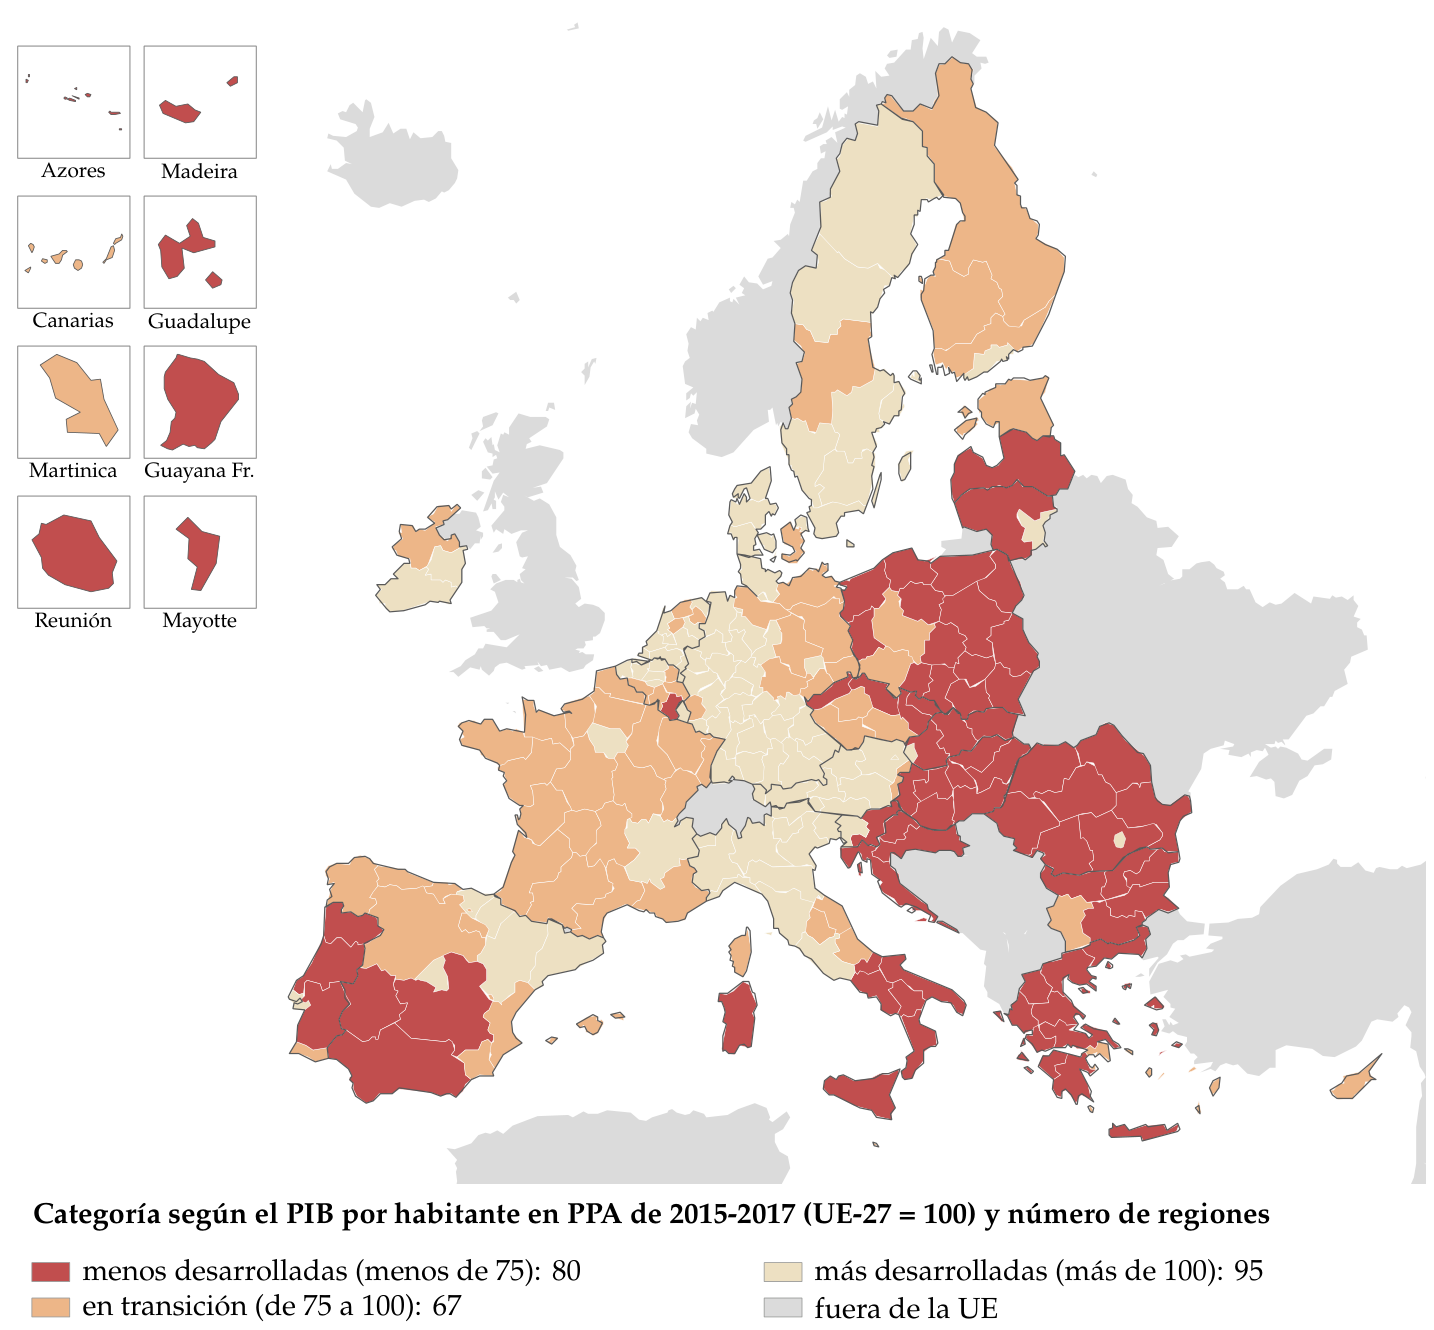 Azores
Madeira
Canarias
Guadalupe
Martinica
Guayana Fr.
Reunión
Mayotte
Categoría según el PIB por habitante en PPA de 2015-2017 (UE-27 = 100) y número de regiones
menos desarrolladas (menos de 75): 80
en transición (de 75 a 100): 67
más desarrolladas (más de 100): 95
fuera de la UE